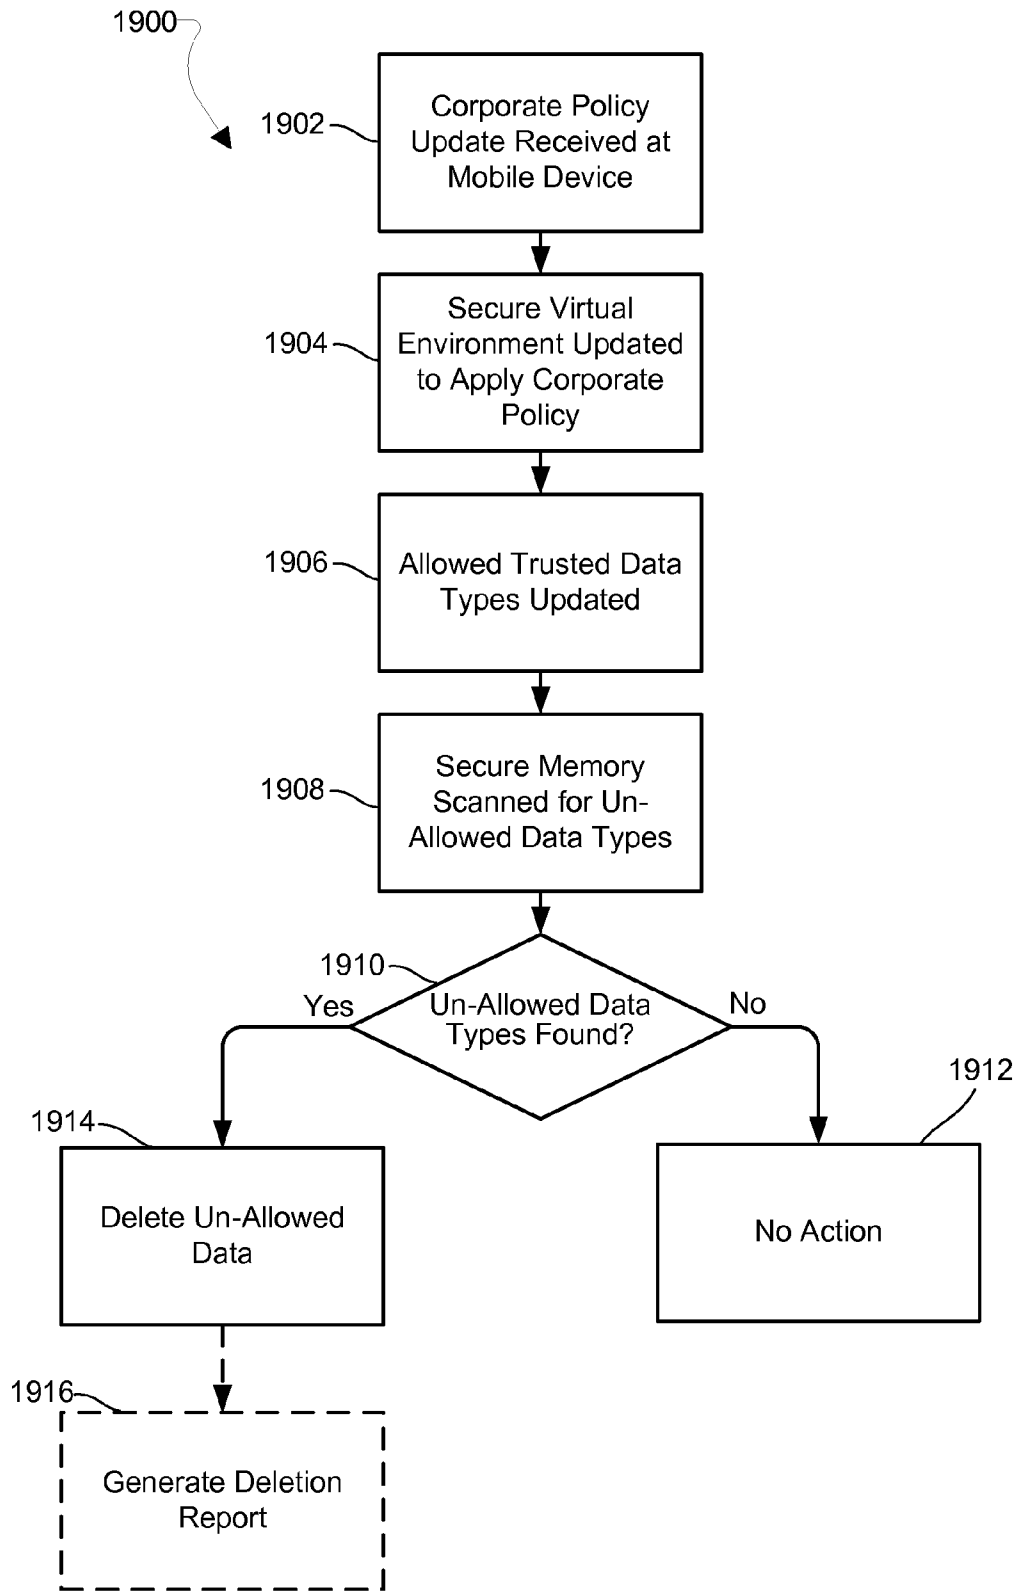 1900
1902
Corporate Policy
Update Received at
Mobile Device
1904
Secure Virtual
Environment Updated
to Apply Corporate
Policy
1906
Allowed Trusted Data
Types Updated
1908
Secure Memory
Scanned for Un-
Allowed Data Types
1910
Un-Allowed Data
Types Found?
Yes
No
1912
No Action
1914
Delete Un-Allowed
Data
1916
Generate Deletion
Report